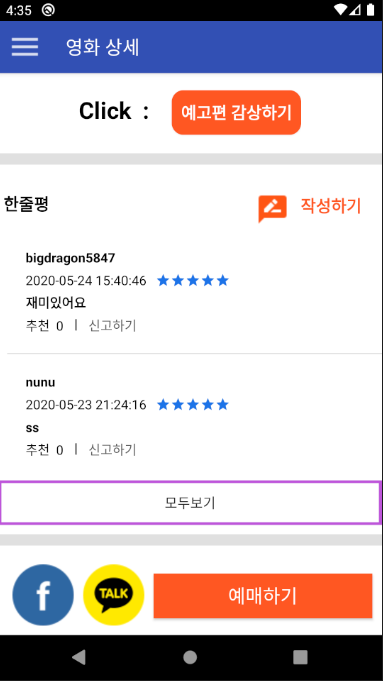 4:35
영화 상세
Click : 예고편 감상하기
한줄평 작성하기
bigdragon5847
2020-05-24 15:40:46 ★★★★★
재미있어요
추천 0 | 신고하기
nunu
2020-05-23 21:24:16 ★★★★★
ss
추천 0 | 신고하기
모두보기
f TALK 예매하기